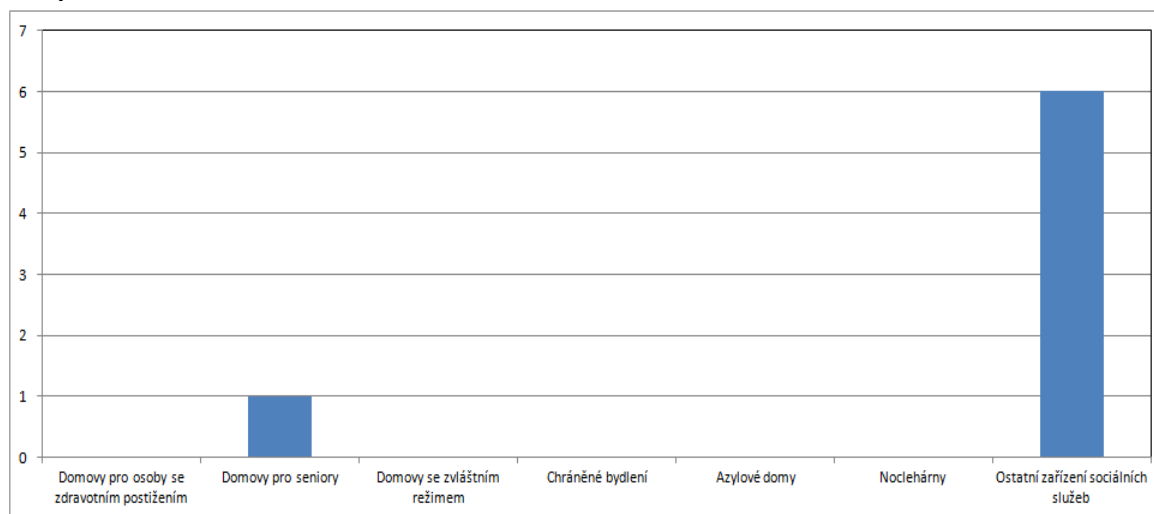 7
6
5
4
3
2
1
0
Domovy pro osoby se
zdravotním postižením
Domovy pro seniory
Domovy se zvláštním
režimem
Chráněné bydlení
Azylové domy
Noclehárny
Ostatní zařízení sociálních
služeb